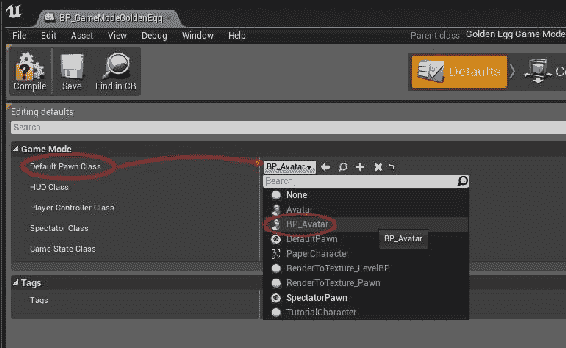 BP_GameModeGoldenEgg
File Edit Asset View Debug Window Help
Parent class: Golden Egg Game Mode
Compile Save Find in CB Defaults
Editing defaults
Search
Game Mode
Default Pawn Class BP_Avatar
Search
HUD Class None
Player Controller Class Avatar
Spectator Class BP_Avatar
DefaultPawn BP_Avatar
Game State Class PaperCharacter
RenderToTexture_LevelBP
Tags RenderToTexture_Pawn
Tags SpectatorPawn
TutorialCharacter